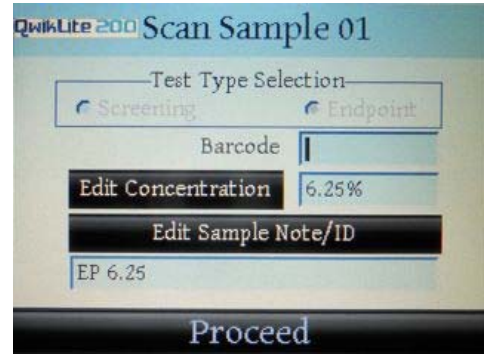 QwikLite 200 Scan Sample 01
Test Type Selection
Screening Endpoint
Barcode
Edit Concentration 6.25%
Edit Sample Note/ID
EP 6.25
Proceed